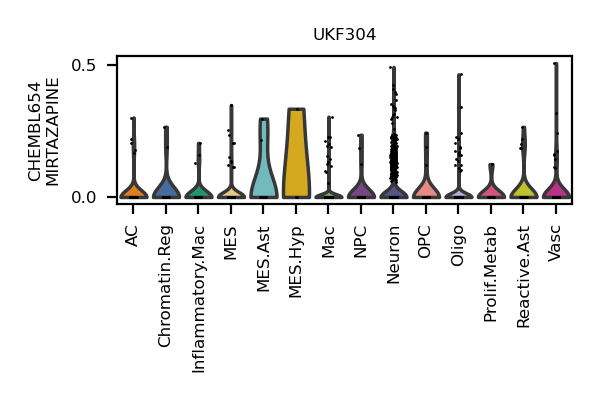 UKF304
CHEMBL654
MIRTAZAPINE
0.5
0.0
AC
Chromatin.Reg
Inflammatory.Mac
MES
MES.Ast
MES.Hyp
Mac
NPC
Neuron
OPC
Oligo
Prolif.Metab
Reactive.Ast
Vasc